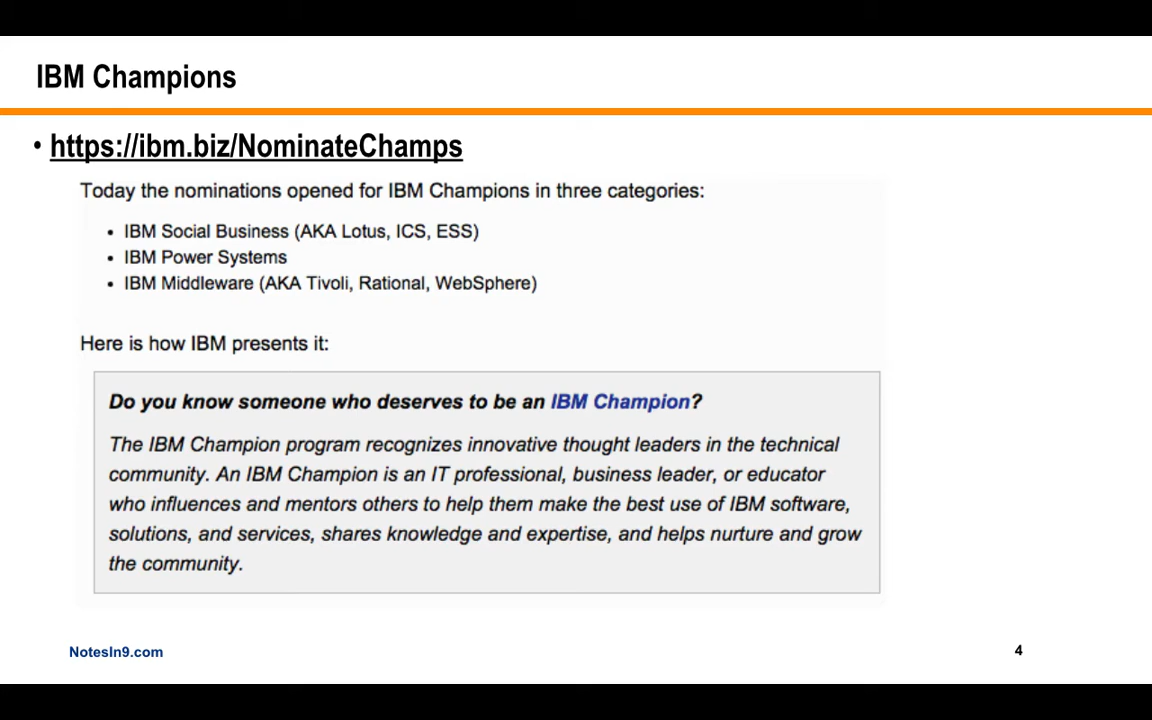 IBM Champions
• https://ibm.biz/NominateChamps
Today the nominations opened for IBM Champions in three categories:
• IBM Social Business (AKA Lotus, ICS, ESS)
• IBM Power Systems
• IBM Middleware (AKA Tivoli, Rational, WebSphere)
Here is how IBM presents it:
Do you know someone who deserves to be an IBM Champion?
The IBM Champion program recognizes innovative thought leaders in the technical
community. An IBM Champion is an IT professional, business leader, or educator
who influences and mentors others to help them make the best use of IBM software,
solutions, and services, shares knowledge and expertise, and helps nurture and grow
the community.
NotesIn9.com
4